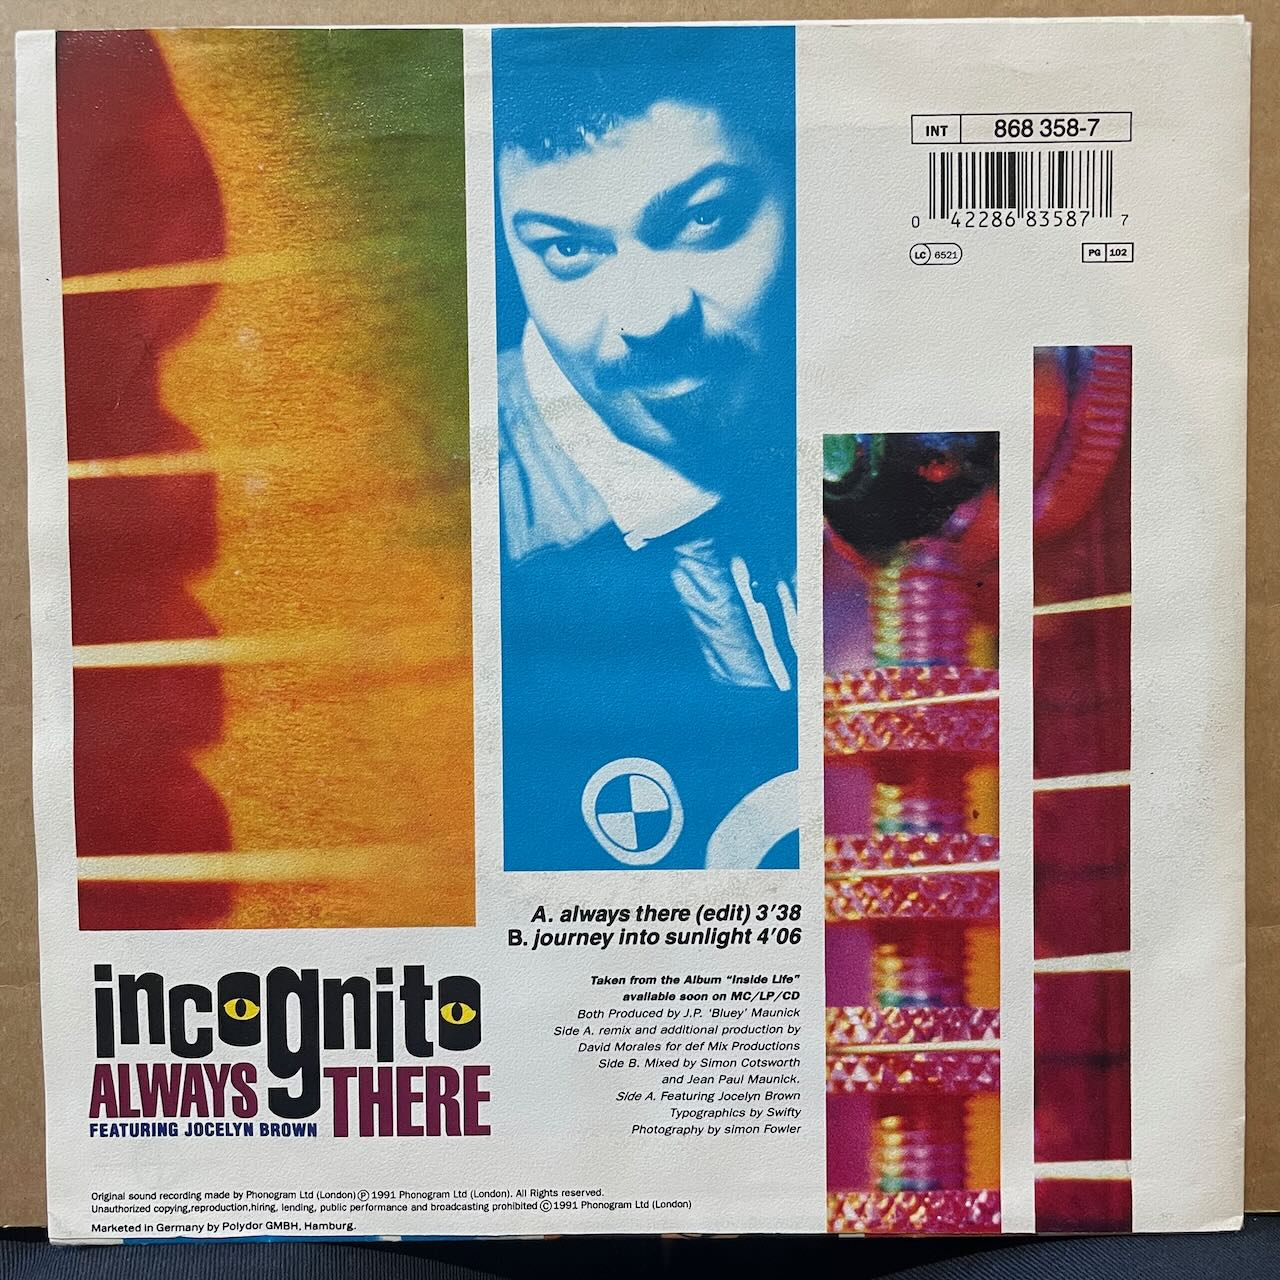 INT 868 358-7
0 42286 83587 7
LC 6521
PG 102
A. always there (edit) 3'38
B. journey into sunlight 4'06
Taken from the Album "Inside Life"
available soon on MC/LP/CD
Both Produced by J.P. 'Bluey' Maunick
Side A. remix and additional production by
David Morales for def Mix Productions
Side B. Mixed by Simon Cotsworth
and Jean Paul Maunick.
Side A. Featuring Jocelyn Brown
Typographics by Swifty
Photography by simon Fowler
incognito
ALWAYS THERE
FEATURING JOCELYN BROWN
Original sound recording made by Phonogram Ltd (London) Ⓟ 1991 Phonogram Ltd (London). All Rights reserved.
Unauthorized copying,reproduction,hiring, lending, public performance and broadcasting prohibited © 1991 Phonogram Ltd (London)
Marketed in Germany by Polydor GMBH, Hamburg.